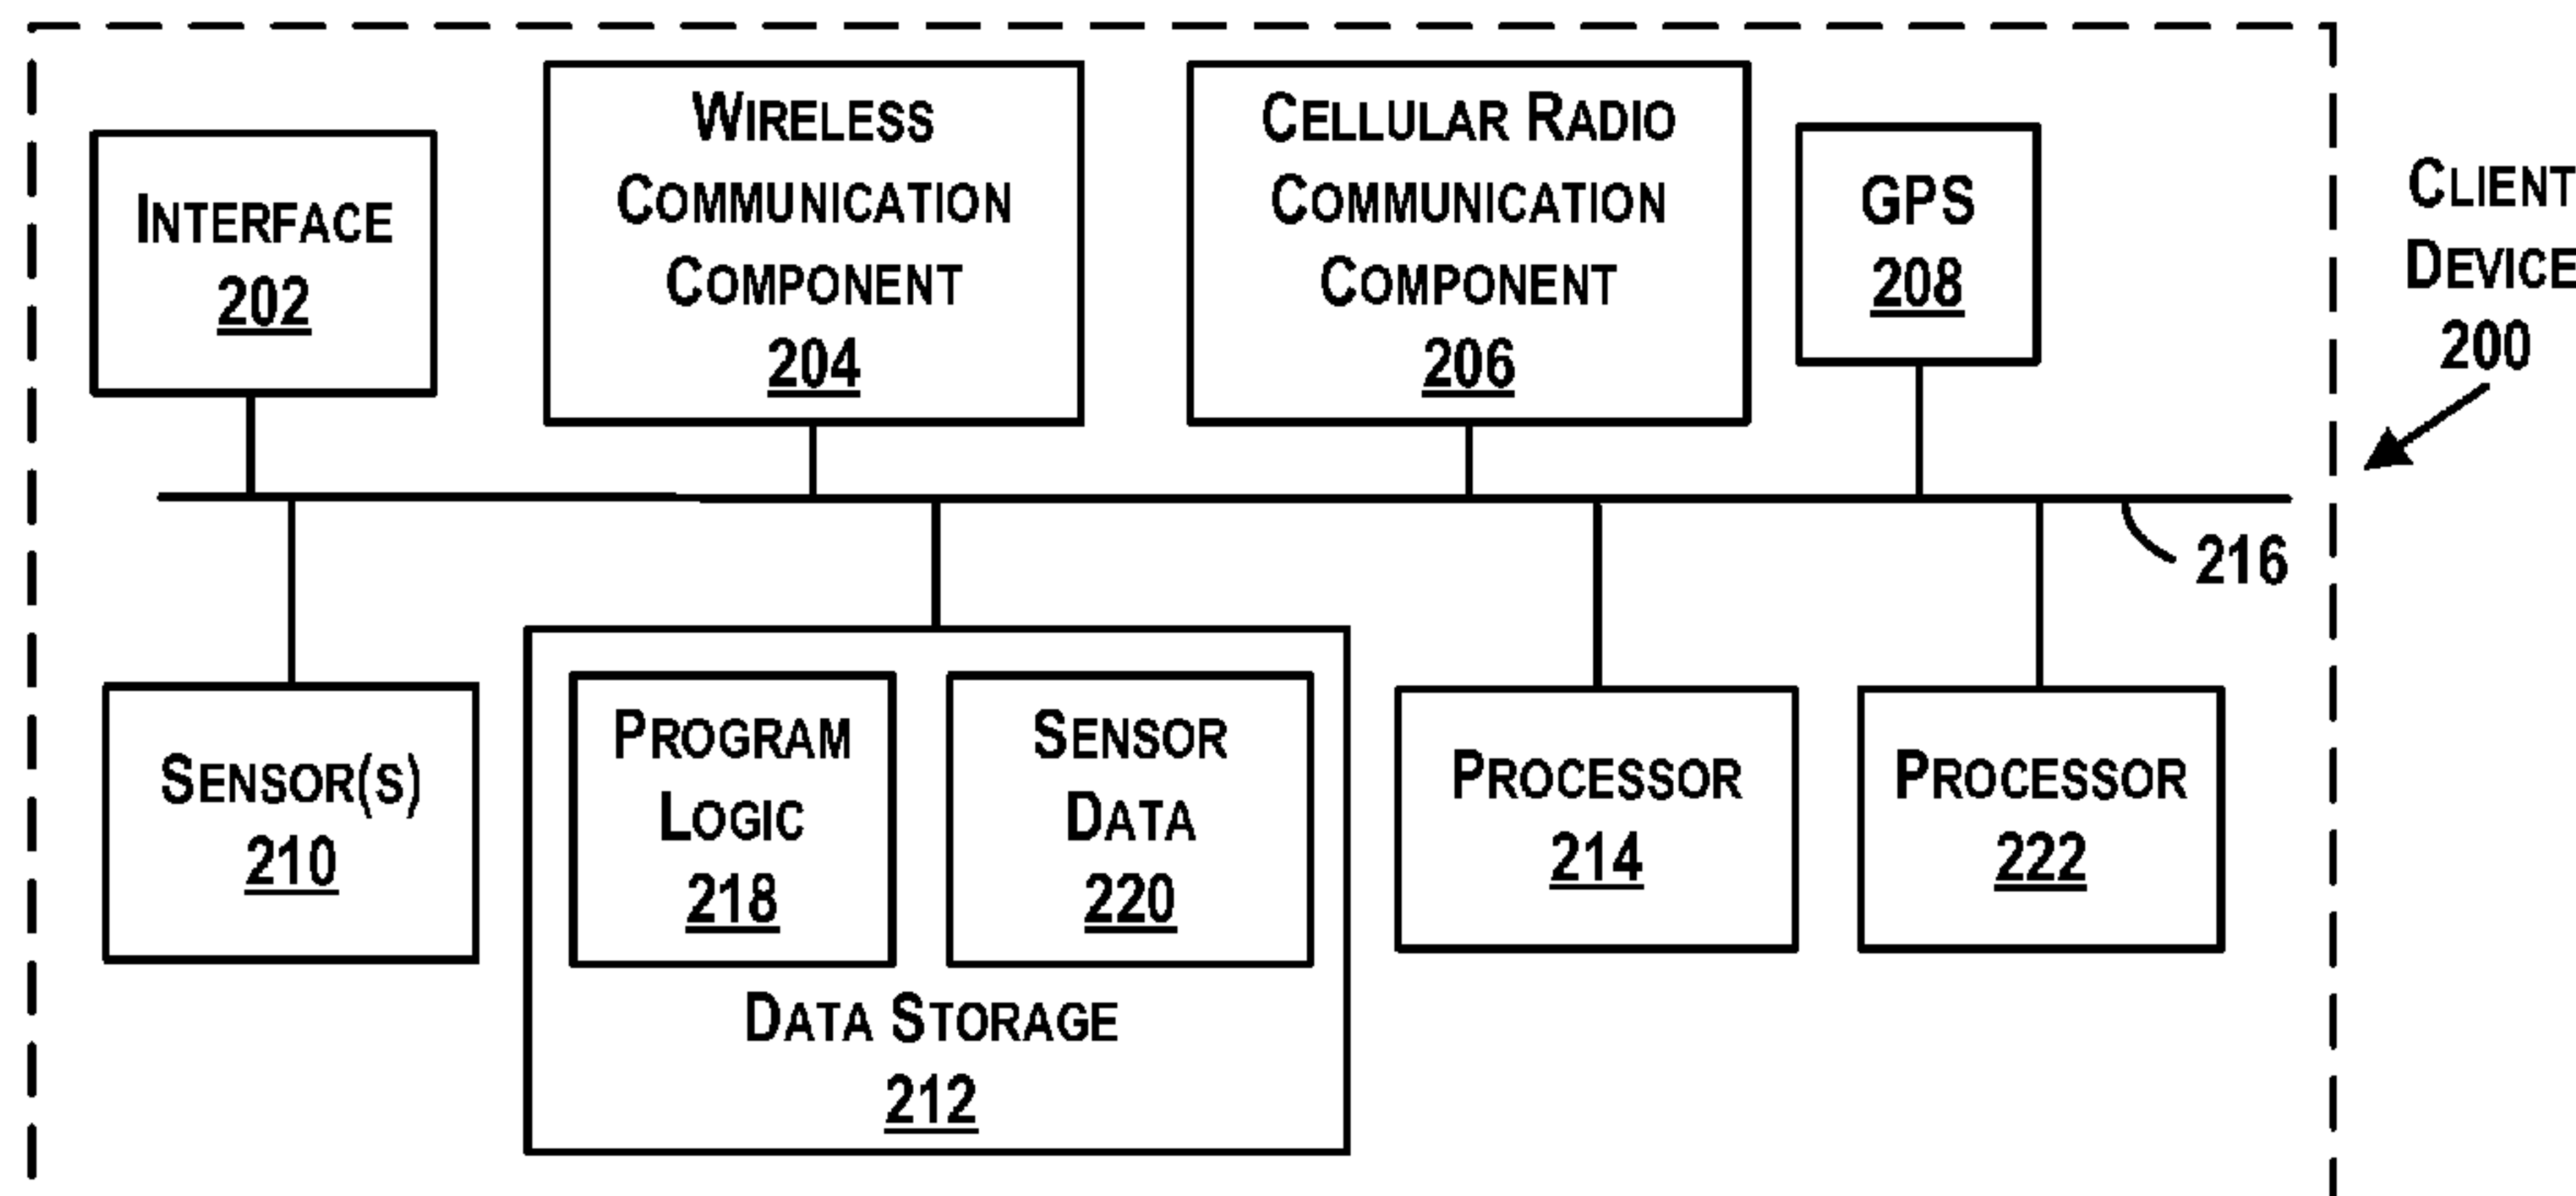 INTERFACE
202
WIRELESS
COMMUNICATION
COMPONENT
204
CELLULAR RADIO
COMMUNICATION
COMPONENT
206
GPS
208
CLIENT
DEVICE
200
216
SENSOR(S)
210
PROGRAM
LOGIC
218
SENSOR
DATA
220
DATA STORAGE
212
PROCESSOR
214
PROCESSOR
222